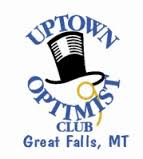 UPTOWN
OPTIMIST
CLUB
Great Falls, MT